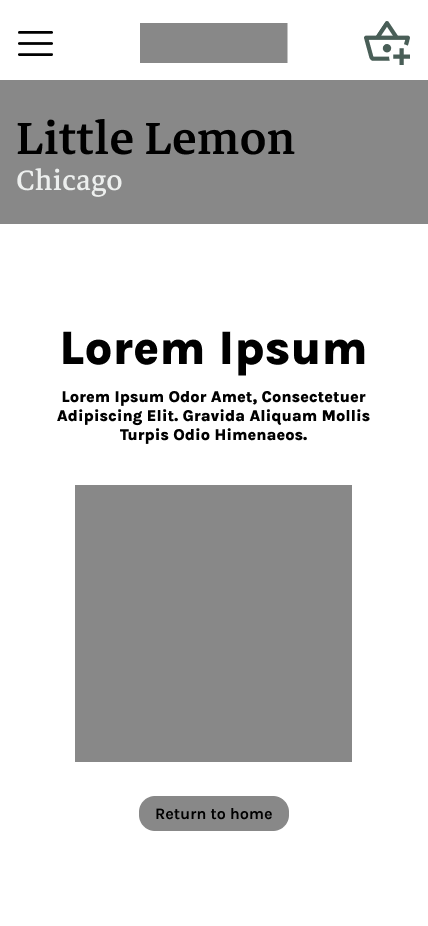 Little Lemon
Chicago
Lorem Ipsum
Lorem Ipsum Odor Amet, Consectetuer
Adipiscing Elit. Gravida Aliquam Mollis
Turpis Odio Himenaeos.
Return to home